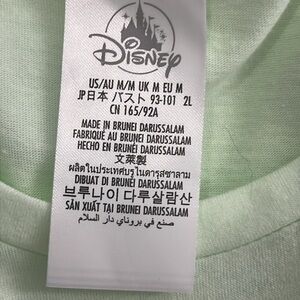 Disney
US/AU M/M UK M EU M
JP日本 バスト 93-101 2L
CN 165/92A
MADE IN BRUNEI DARUSSALAM
FABRIQUÉ AU BRUNEI DARUSSALAM
HECHO EN BRUNEI DARUSSALAM
文萊製
ผลิตในประเทศบรูไนดารุสซาลาม
DIBUAT DI BRUNEI DARUSSALAM
브루나이 다루살람산
SẢN XUẤT TẠI BRUNEI DARUSSALAM
صنع في بروناي دار السلام